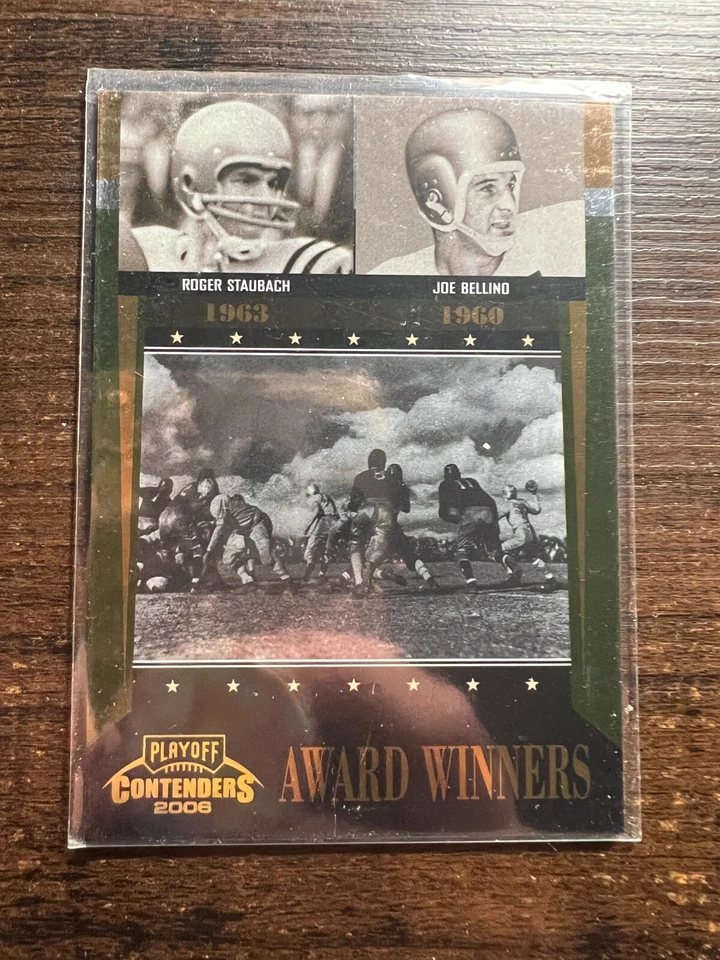 ROGER STAUBACH JOE BELLINO
1963 1960
PLAYOFF
CONTENDERS
2006
AWARD WINNERS